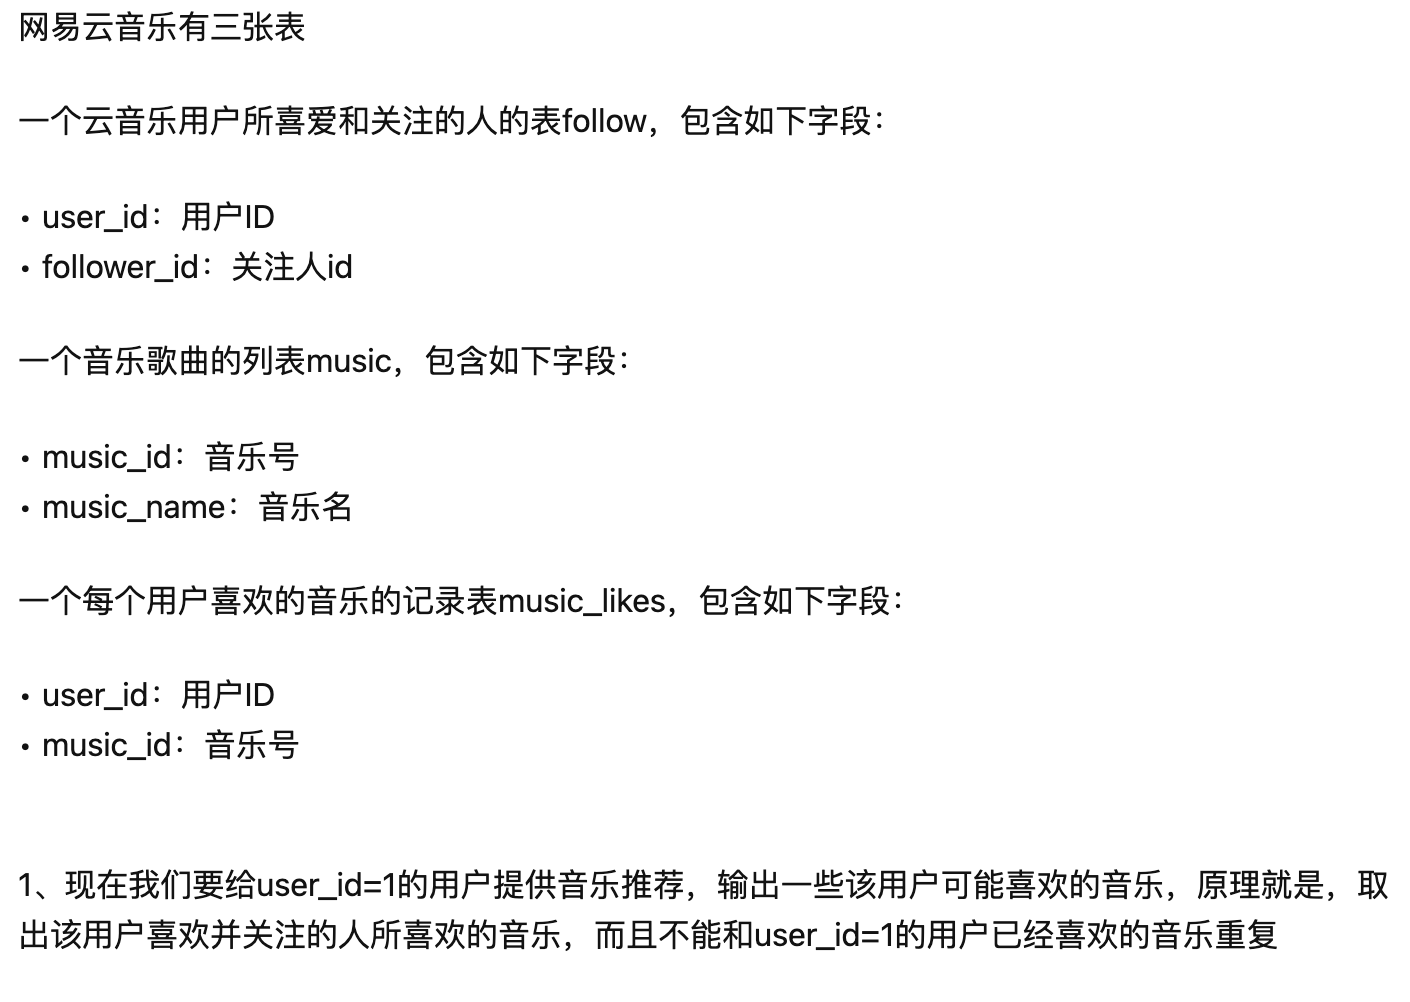 网易云音乐有三张表
一个云音乐用户所喜爱和关注的人的表follow，包含如下字段：
• user_id：用户ID
• follower_id：关注人id
一个音乐歌曲的列表music，包含如下字段：
• music_id：音乐号
• music_name：音乐名
一个每个用户喜欢的音乐的记录表music_likes，包含如下字段：
• user_id：用户ID
• music_id：音乐号
1、现在我们要给user_id=1的用户提供音乐推荐，输出一些该用户可能喜欢的音乐，原理就是，取
出该用户喜欢并关注的人所喜欢的音乐，而且不能和user_id=1的用户已经喜欢的音乐重复